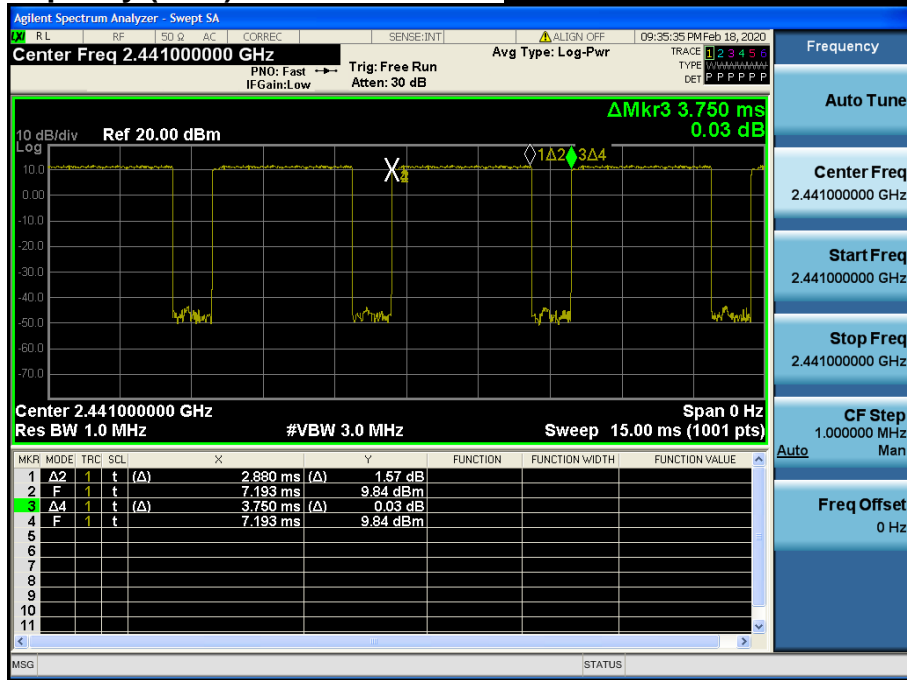 Agilent Spectrum Analyzer - Swept SA
LXI RL RF 50 Ω AC CORREC SENSE:INT ALIGN OFF 09:35:35 PM Feb 18, 2020
Center Freq 2.441000000 GHz
PNO: Fast
IFGain:Low
Trig: Free Run
Atten: 30 dB
Avg Type: Log-Pwr
TRACE 1 2 3 4 5 6
TYPE
DET P P P P P P
ΔMkr3 3.750 ms
0.03 dB
10 dB/div Ref 20.00 dBm
Log
10.0
0.00
-10.0
-20.0
-30.0
-40.0
-50.0
-60.0
-70.0
1Δ2 3Δ4
Center 2.441000000 GHz Span 0 Hz
Res BW 1.0 MHz #VBW 3.0 MHz Sweep 15.00 ms (1001 pts)
MKR MODE TRC SCL X Y FUNCTION FUNCTION WIDTH FUNCTION VALUE
1 Δ2 1 t (Δ) 2.880 ms (Δ) 1.57 dB
2 F 1 t 7.193 ms 9.84 dBm
3 Δ4 1 t (Δ) 3.750 ms (Δ) 0.03 dB
4 F 1 t 7.193 ms 9.84 dBm
5
6
7
8
9
10
11
MSG STATUS
Frequency
Auto Tune
Center Freq
2.441000000 GHz
Start Freq
2.441000000 GHz
Stop Freq
2.441000000 GHz
CF Step
1.000000 MHz
Auto Man
Freq Offset
0 Hz